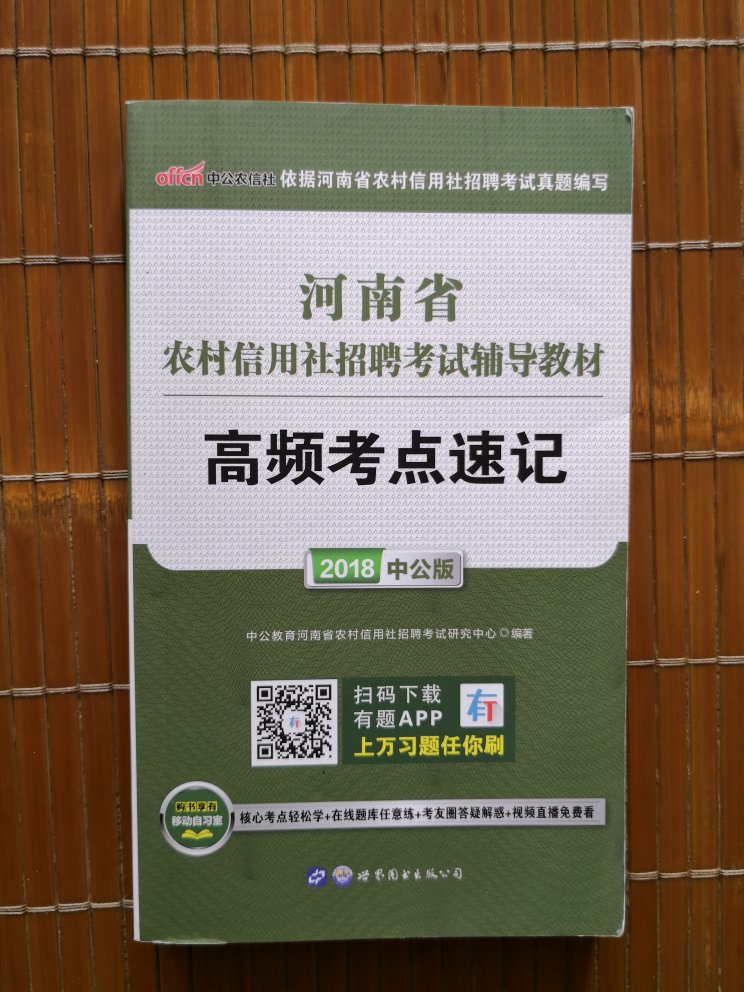 offcn 中公农信社 依据河南省农村信用社招聘考试真题编写
河南省
农村信用社招聘考试辅导教材
高频考点速记
2018 中公版
中公教育河南省农村信用社招聘考试研究中心◎编著
扫码下载
有题APP
上万习题任你刷
有T
有T
购书享有
移动自习室
核心考点轻松学+在线题库任意练+考友圈答疑解惑+视频直播免费看
世界图书出版公司